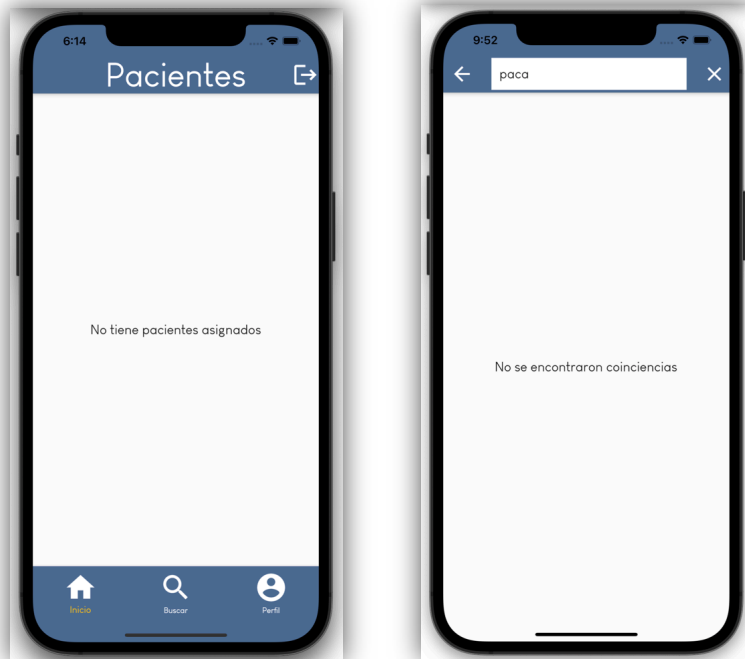 6:14
Pacientes
No tiene pacientes asignados
Inicio
Buscar
Perfil
9:52
paca
No se encontraron coinciencias